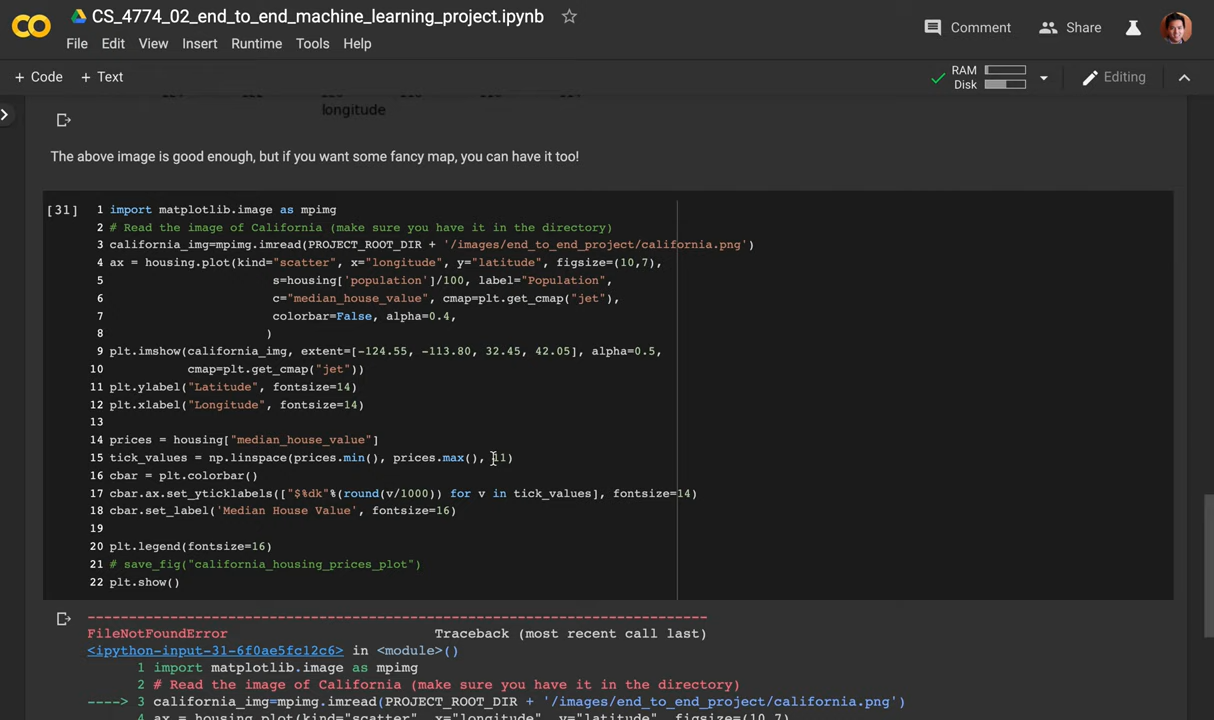 CS_4774_02_end_to_end_machine_learning_project.ipynb
Comment
Share
File Edit View Insert Runtime Tools Help
+ Code + Text
RAM
Disk
Editing
longitude
The above image is good enough, but if you want some fancy map, you can have it too!
[31]
1 import matplotlib.image as mpimg
2 # Read the image of California (make sure you have it in the directory)
3 california_img=mpimg.imread(PROJECT_ROOT_DIR + '/images/end_to_end_project/california.png')
4 ax = housing.plot(kind="scatter", x="longitude", y="latitude", figsize=(10,7),
5 s=housing['population']/100, label="Population",
6 c="median_house_value", cmap=plt.get_cmap("jet"),
7 colorbar=False, alpha=0.4,
8 )
9 plt.imshow(california_img, extent=[-124.55, -113.80, 32.45, 42.05], alpha=0.5,
10 cmap=plt.get_cmap("jet"))
11 plt.ylabel("Latitude", fontsize=14)
12 plt.xlabel("Longitude", fontsize=14)
13
14 prices = housing["median_house_value"]
15 tick_values = np.linspace(prices.min(), prices.max(), 11)
16 cbar = plt.colorbar()
17 cbar.ax.set_yticklabels(["$%dk"%(round(v/1000)) for v in tick_values], fontsize=14)
18 cbar.set_label('Median House Value', fontsize=16)
19
20 plt.legend(fontsize=16)
21 # save_fig("california_housing_prices_plot")
22 plt.show()
---------------------------------------------------------------------------
FileNotFoundError Traceback (most recent call last)
<ipython-input-31-6f0ae5fc12c6> in <module>()
1 import matplotlib.image as mpimg
2 # Read the image of California (make sure you have it in the directory)
----> 3 california_img=mpimg.imread(PROJECT_ROOT_DIR + '/images/end_to_end_project/california.png')
4 ax = housing.plot(kind="scatter", x="longitude", y="latitude", figsize=(10,7),